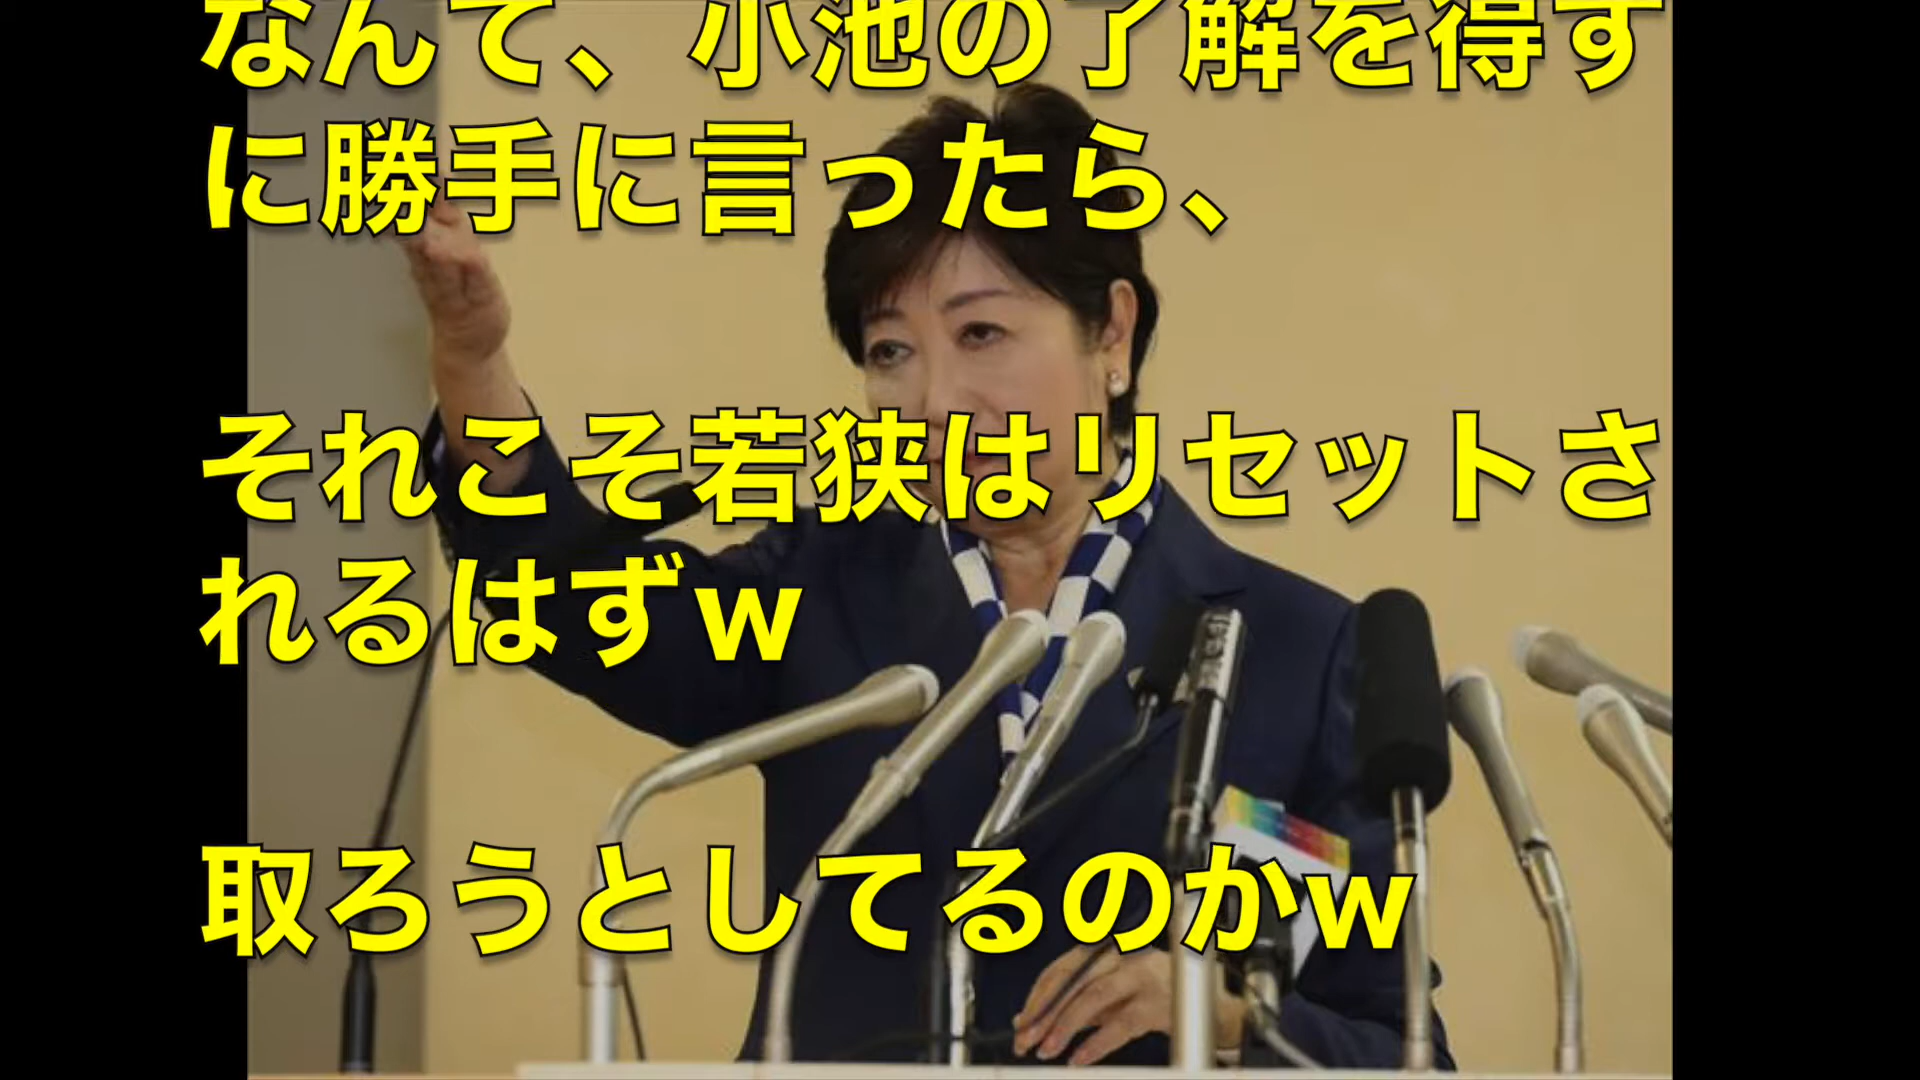 なんて、小池の了解を得ず
に勝手に言ったら、
それこそ若狭はリセットさ
れるはずｗ
取ろうとしてるのかｗ